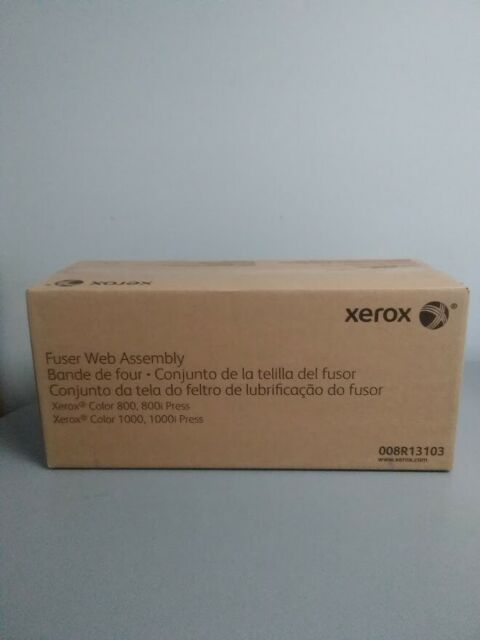 xerox
xerox®
Fuser Web Assembly
Bande de four • Conjunto de la telilla del fusor
Conjunto da tela do feltro de lubrificação do fusor
Xerox® Color 800, 800i Press
Xerox® Color 1000, 1000i Press
008R13103
www.xerox.com